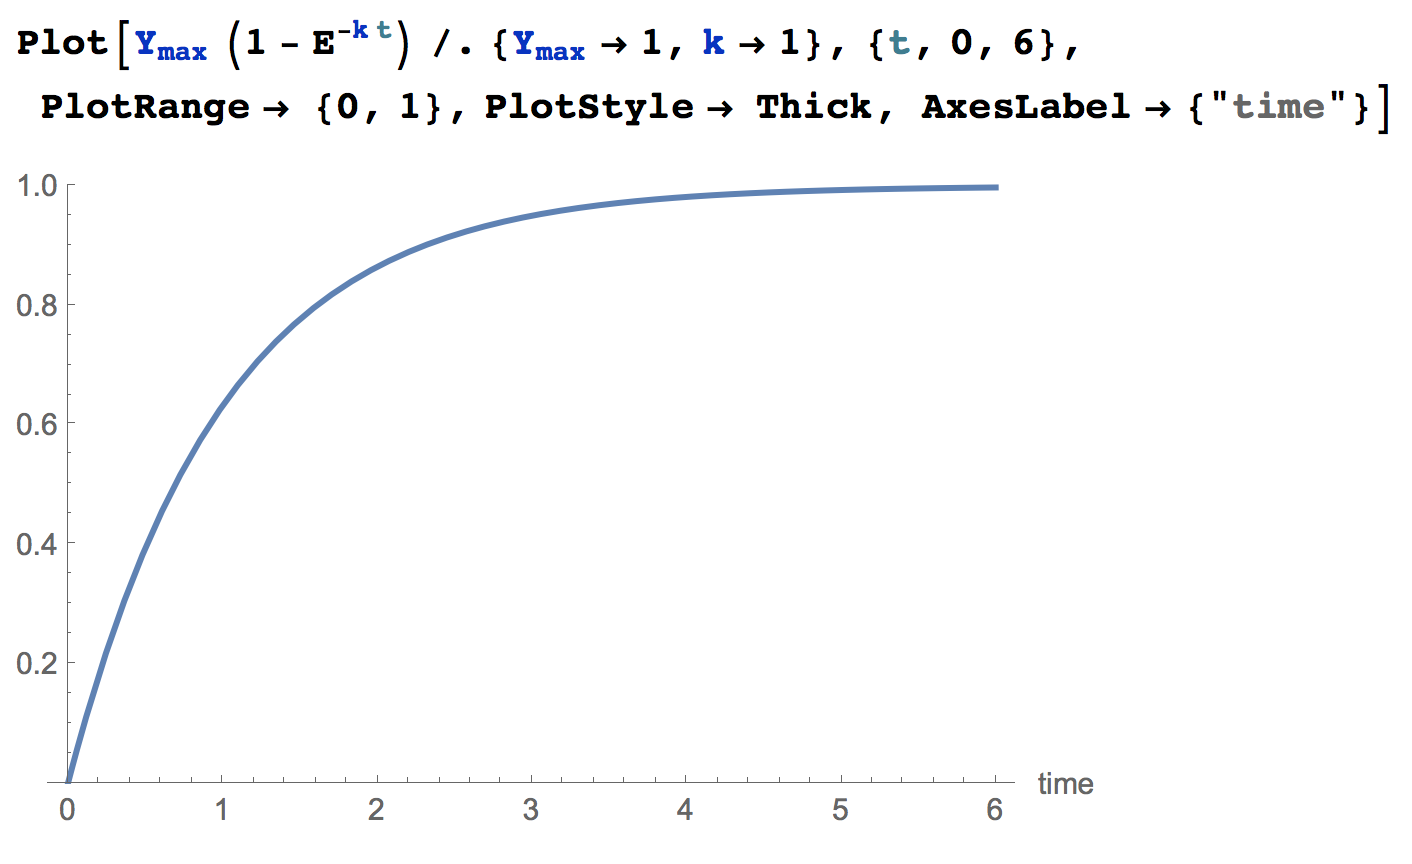 Plot[Ymax (1 - E^-k t) /. {Ymax → 1, k → 1}, {t, 0, 6},
PlotRange → {0, 1}, PlotStyle → Thick, AxesLabel → {"time"}]
1.0
0.8
0.6
0.4
0.2
time
0 1 2 3 4 5 6